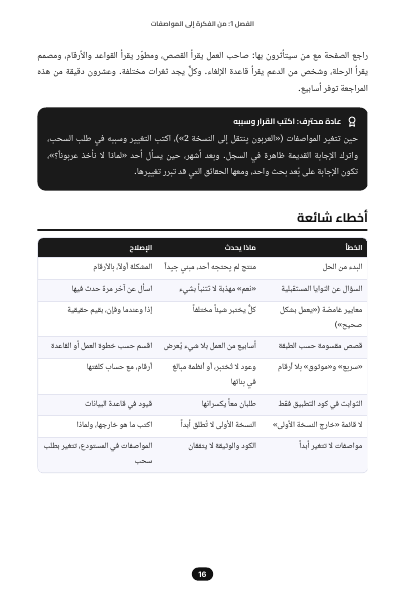 الفصل 1: من الفكرة إلى المواصفات
راجع الصفحة مع من سيتأثرون بها: صاحب العمل يقرأ القصص، ومطوّر يقرأ القواعد والأرقام، ومصمم
يقرأ الرحلة، وشخص من الدعم يقرأ قاعدة الإلغاء. وكلٌّ يجد ثغرات مختلفة. وعشرون دقيقة من هذه
المراجعة توفر أسابيع.
عادة محترف: اكتب القرار وسببه
حين تتغير المواصفات («العربون ينتقل إلى النسخة 2»)، اكتب التغيير وسببه في طلب السحب،
واترك الإجابة القديمة ظاهرة في السجل. وبعد أشهر، حين يسأل أحد «لماذا لا نأخذ عربوناً؟»،
تكون الإجابة على بُعد بحث واحد، ومعها الحقائق التي قد تبرر تغييرها.
أخطاء شائعة
الخطأ ماذا يحدث الإصلاح
البدء من الحل منتج لم يحتجه أحد، مبني جيداً المشكلة أولاً، بالأرقام
السؤال عن النوايا المستقبلية «نعم» مهذبة لا تتنبأ بشيء اسأل عن آخر مرة حدث فيها
معايير غامضة («يعمل بشكل كلٌّ يختبر شيئاً مختلفاً إذا وعندما وفإن، بقيم حقيقية
صحيح»)
قصص مقسومة حسب الطبقة أسابيع من العمل بلا شيء يُعرض اقسم حسب خطوة العمل أو القاعدة
«سريع» و«موثوق» بلا أرقام وعود لا تُختبر، أو أنظمة مبالغ أرقام، مع حساب كلفتها
في بنائها
الثوابت في كود التطبيق فقط طلبان معاً يكسرانها قيود في قاعدة البيانات
لا قائمة «خارج النسخة الأولى» النسخة الأولى لا تُطلق أبداً اكتب ما هو خارجها، ولماذا
مواصفات لا تتغير أبداً الكود والوثيقة لا يتفقان المواصفات في المستودع، تتغير بطلب
سحب
16